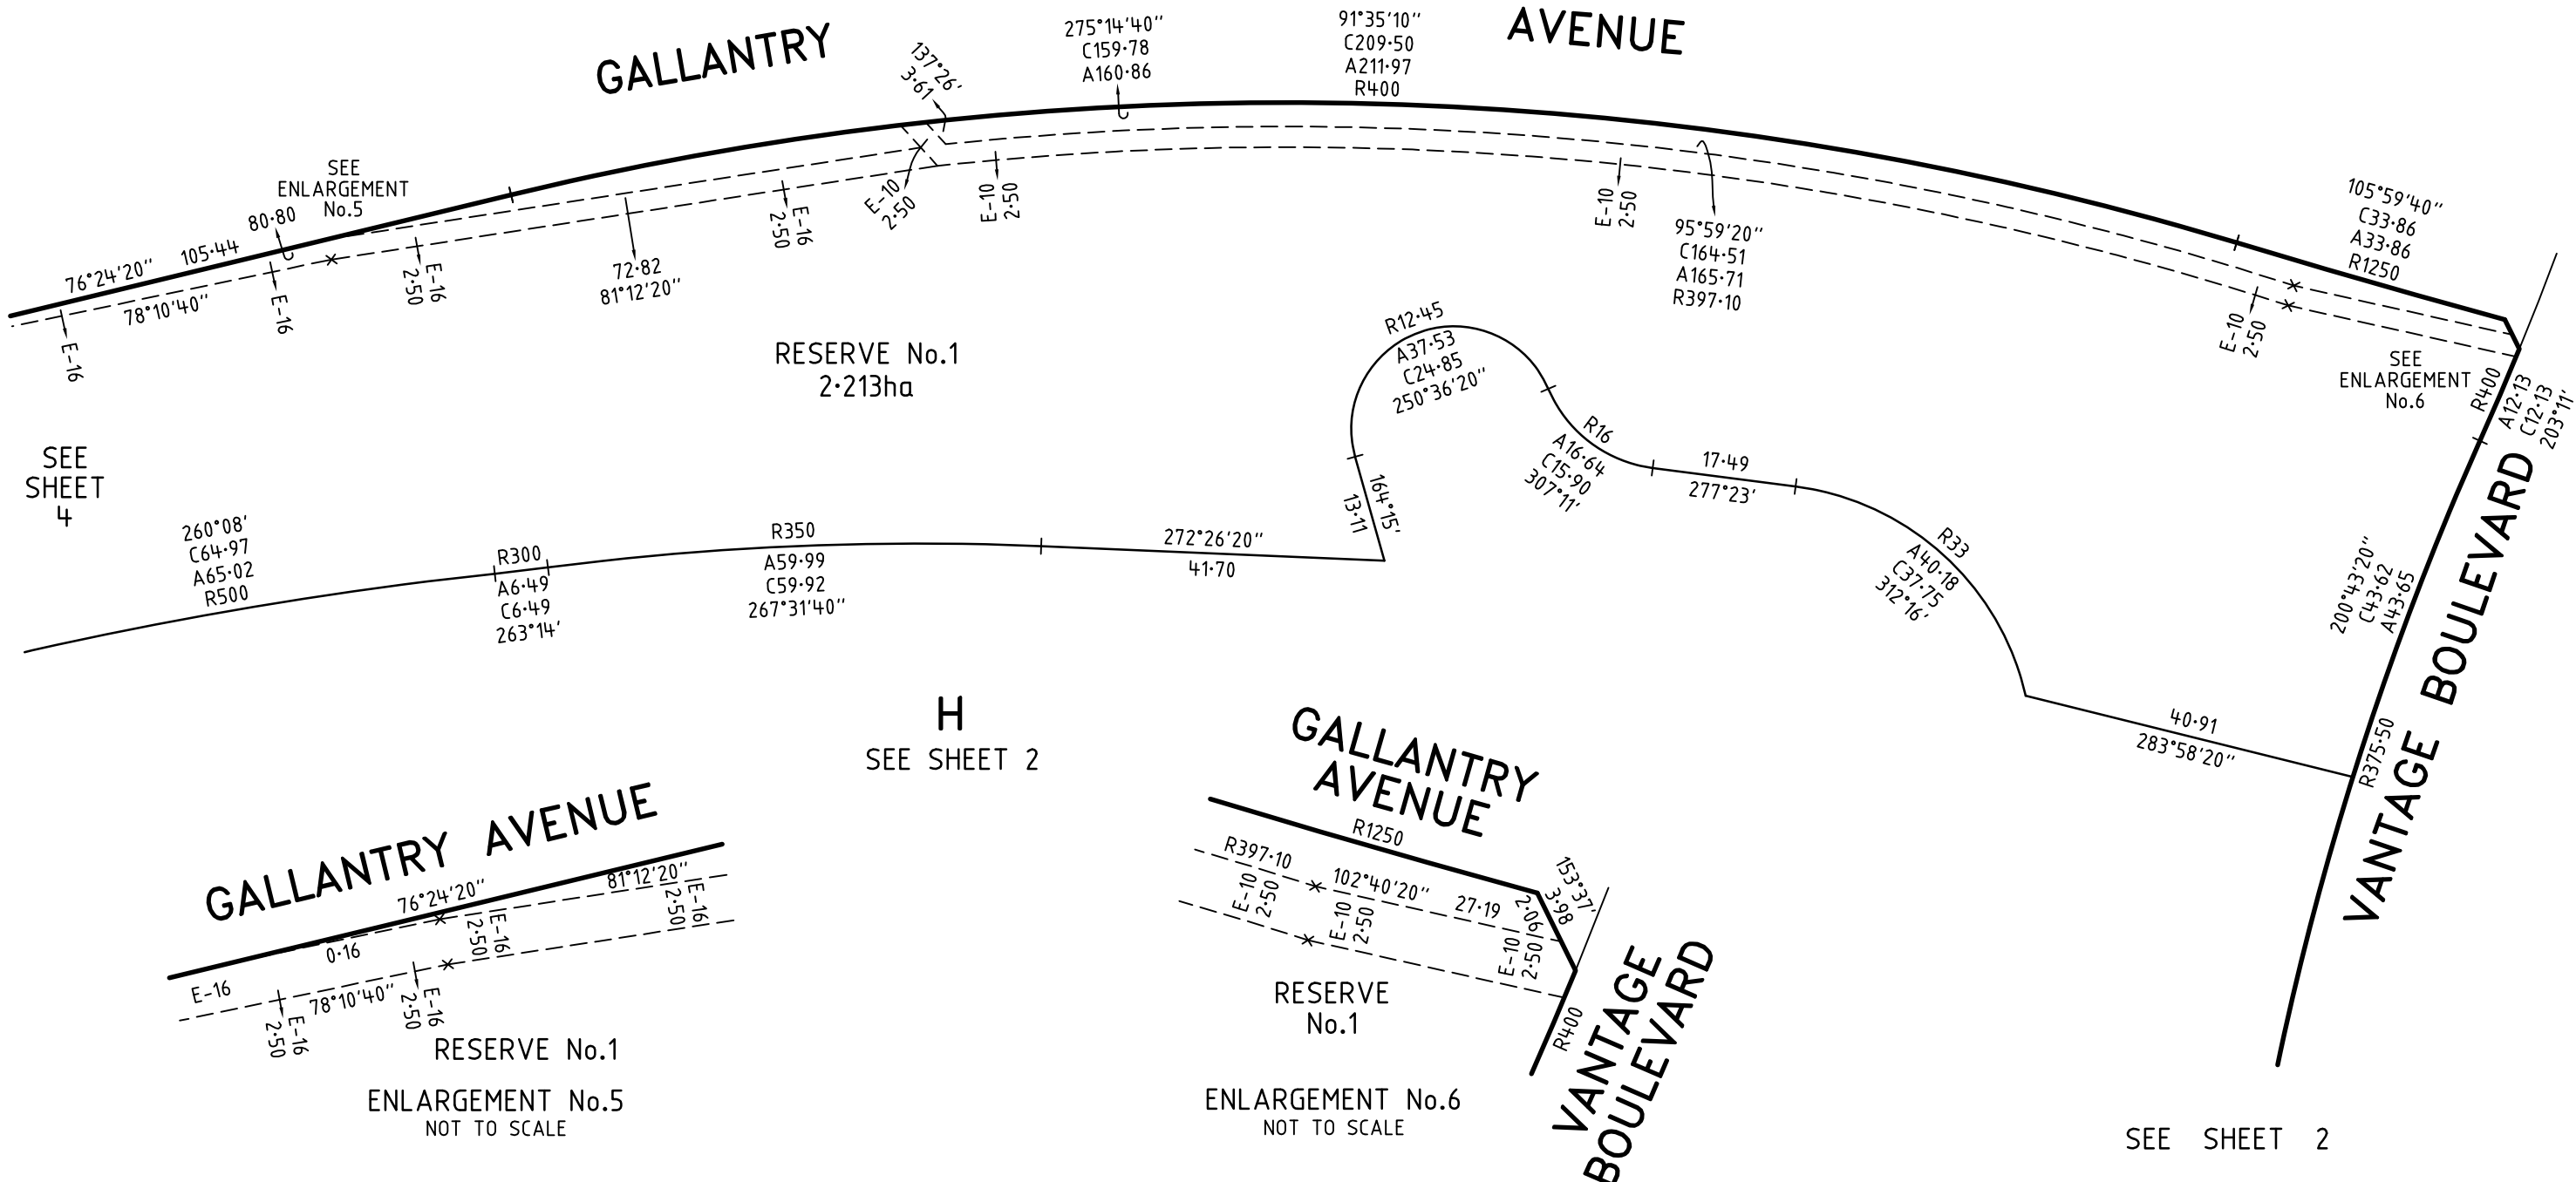 GALLANTRY AVENUE
275°14'40"
C159·78
A160·86
91°35'10"
C209·50
A211·97
R400
137°26'
3·61
SEE
ENLARGEMENT
No.5
80·80
105·44
76°24'20"
78°10'40"
E-16
E-16
E-16
2·50
72·82
81°12'20"
E-16
2·50
E-10
2·50
E-10
2·50
E-10
2·50
95°59'20"
C164·51
A165·71
R397·10
105°59'40"
C33·86
A33·86
R1250
E-10
2·50
SEE
ENLARGEMENT
No.6
R400
A12·13
C12·13
203°11'
RESERVE No.1
2·213ha
SEE
SHEET
4
R12·45
A37·53
C24·85
250°36'20"
R16
A16·64
C15·90
307°11'
17·49
277°23'
164°15'
13·11
260°08'
C64·97
A65·02
R500
R300
A6·49
C6·49
263°14'
R350
A59·99
C59·92
267°31'40"
272°26'20"
41·70
R33
A40·18
C37·75
312°16'
200°43'20"
C43·62
A43·65
R375·50
VANTAGE BOULEVARD
40·91
283°58'20"
H
SEE SHEET 2
GALLANTRY AVENUE
76°24'20"
81°12'20"
0·16
E-16
2·50
E-16
2·50
E-16
78°10'40"
E-16
2·50
E-16
2·50
RESERVE No.1
ENLARGEMENT No.5
NOT TO SCALE
GALLANTRY
AVENUE
R1250
R397·10
102°40'20"
27·19
2·06
3·98
153°37'
E-10
2·50
E-10
2·50
E-10
2·50
RESERVE
No.1
R400
VANTAGE
BOULEVARD
ENLARGEMENT No.6
NOT TO SCALE
SEE SHEET 2